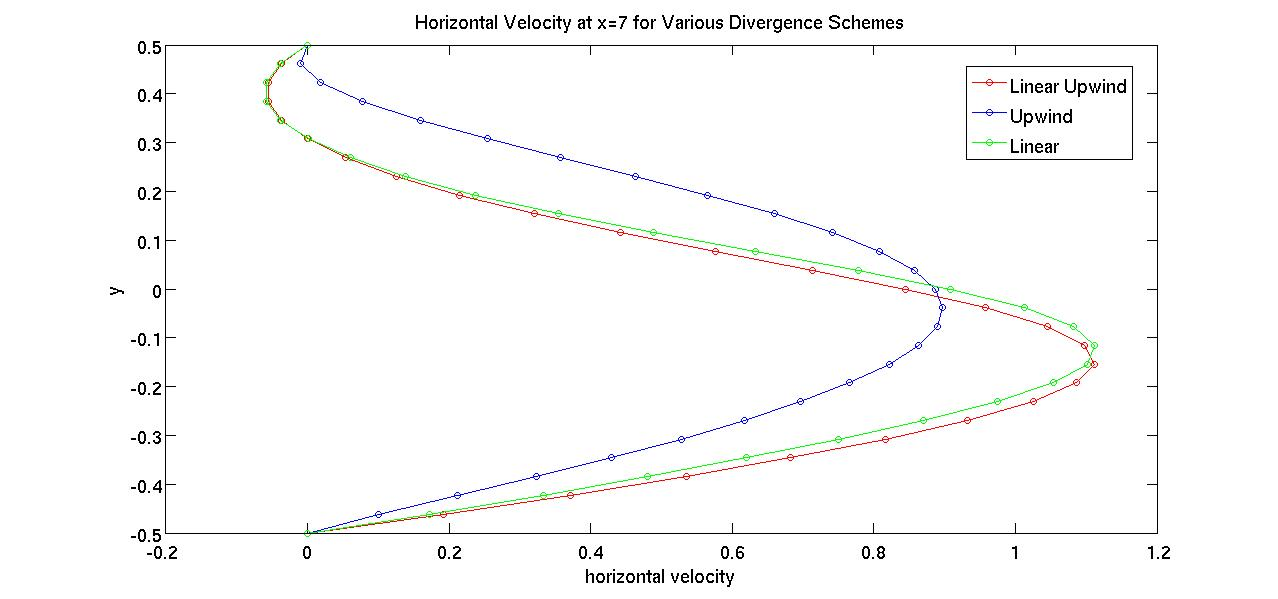 Horizontal Velocity at x=7 for Various Divergence Schemes
0.5
0.4
0.3
0.2
0.1
0
-0.1
-0.2
-0.3
-0.4
-0.5
y
Linear Upwind
Upwind
Linear
-0.2 0 0.2 0.4 0.6 0.8 1 1.2
horizontal velocity